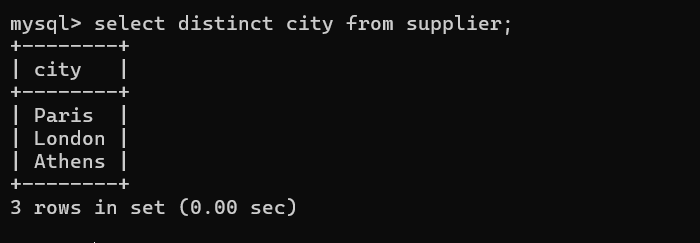 mysql> select distinct city from supplier;
+--------+
| city   |
+--------+
| Paris  |
| London |
| Athens |
+--------+
3 rows in set (0.00 sec)